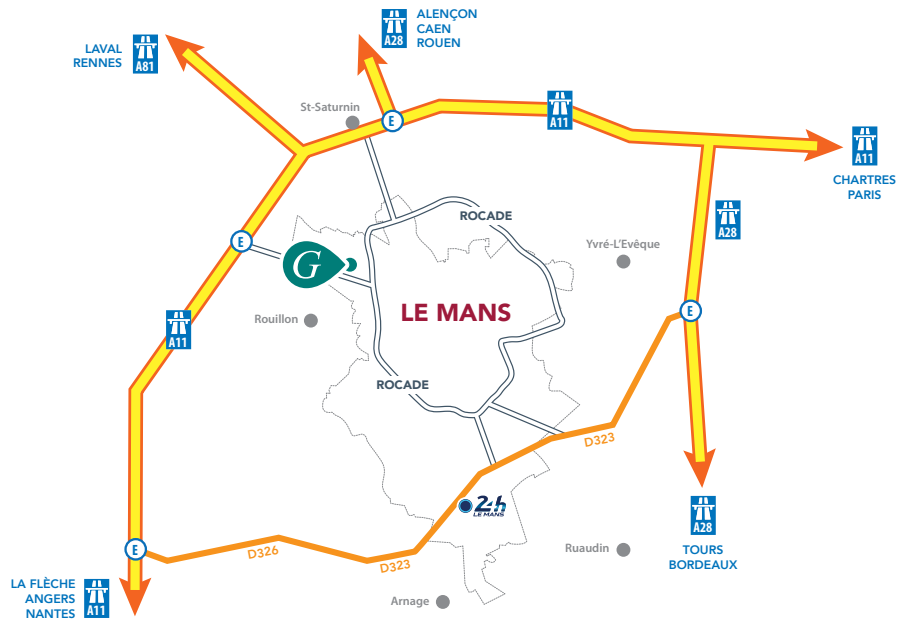 ALENÇON
CAEN
ROUEN
A28
LAVAL
RENNES
A81
St-Saturnin
E
A11
A11
CHARTRES
PARIS
ROCADE
A28
E
G
Yvré-L'Evêque
LE MANS
Rouillon
A11
E
ROCADE
D323
24h
LE MANS
A28
TOURS
BORDEAUX
E
D326
D323
Ruaudin
LA FLÈCHE
ANGERS
NANTES
A11
Arnage